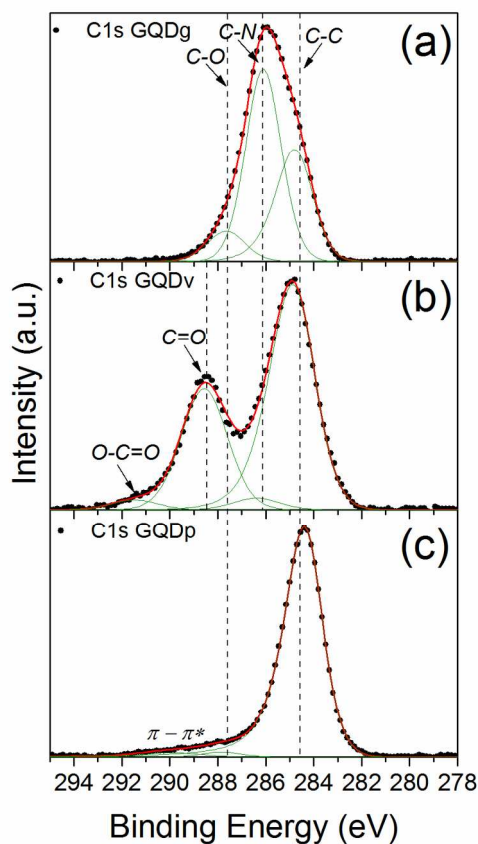 C1s GQDg
C-N
C-C
(a)
C-O
C1s GQDv
(b)
C=O
O-C=O
C1s GQDp
(c)
π − π*
Intensity (a.u.)
294 292 290 288 286 284 282 280 278
Binding Energy (eV)